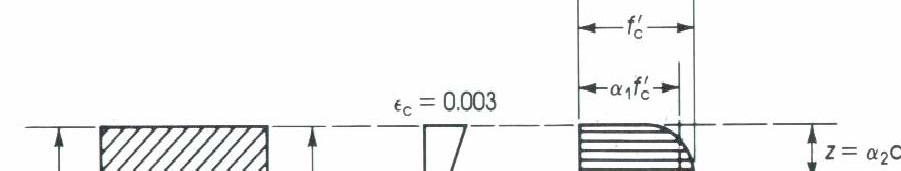 f′c
α₁f′c
ϵc = 0.003
z = α₂c